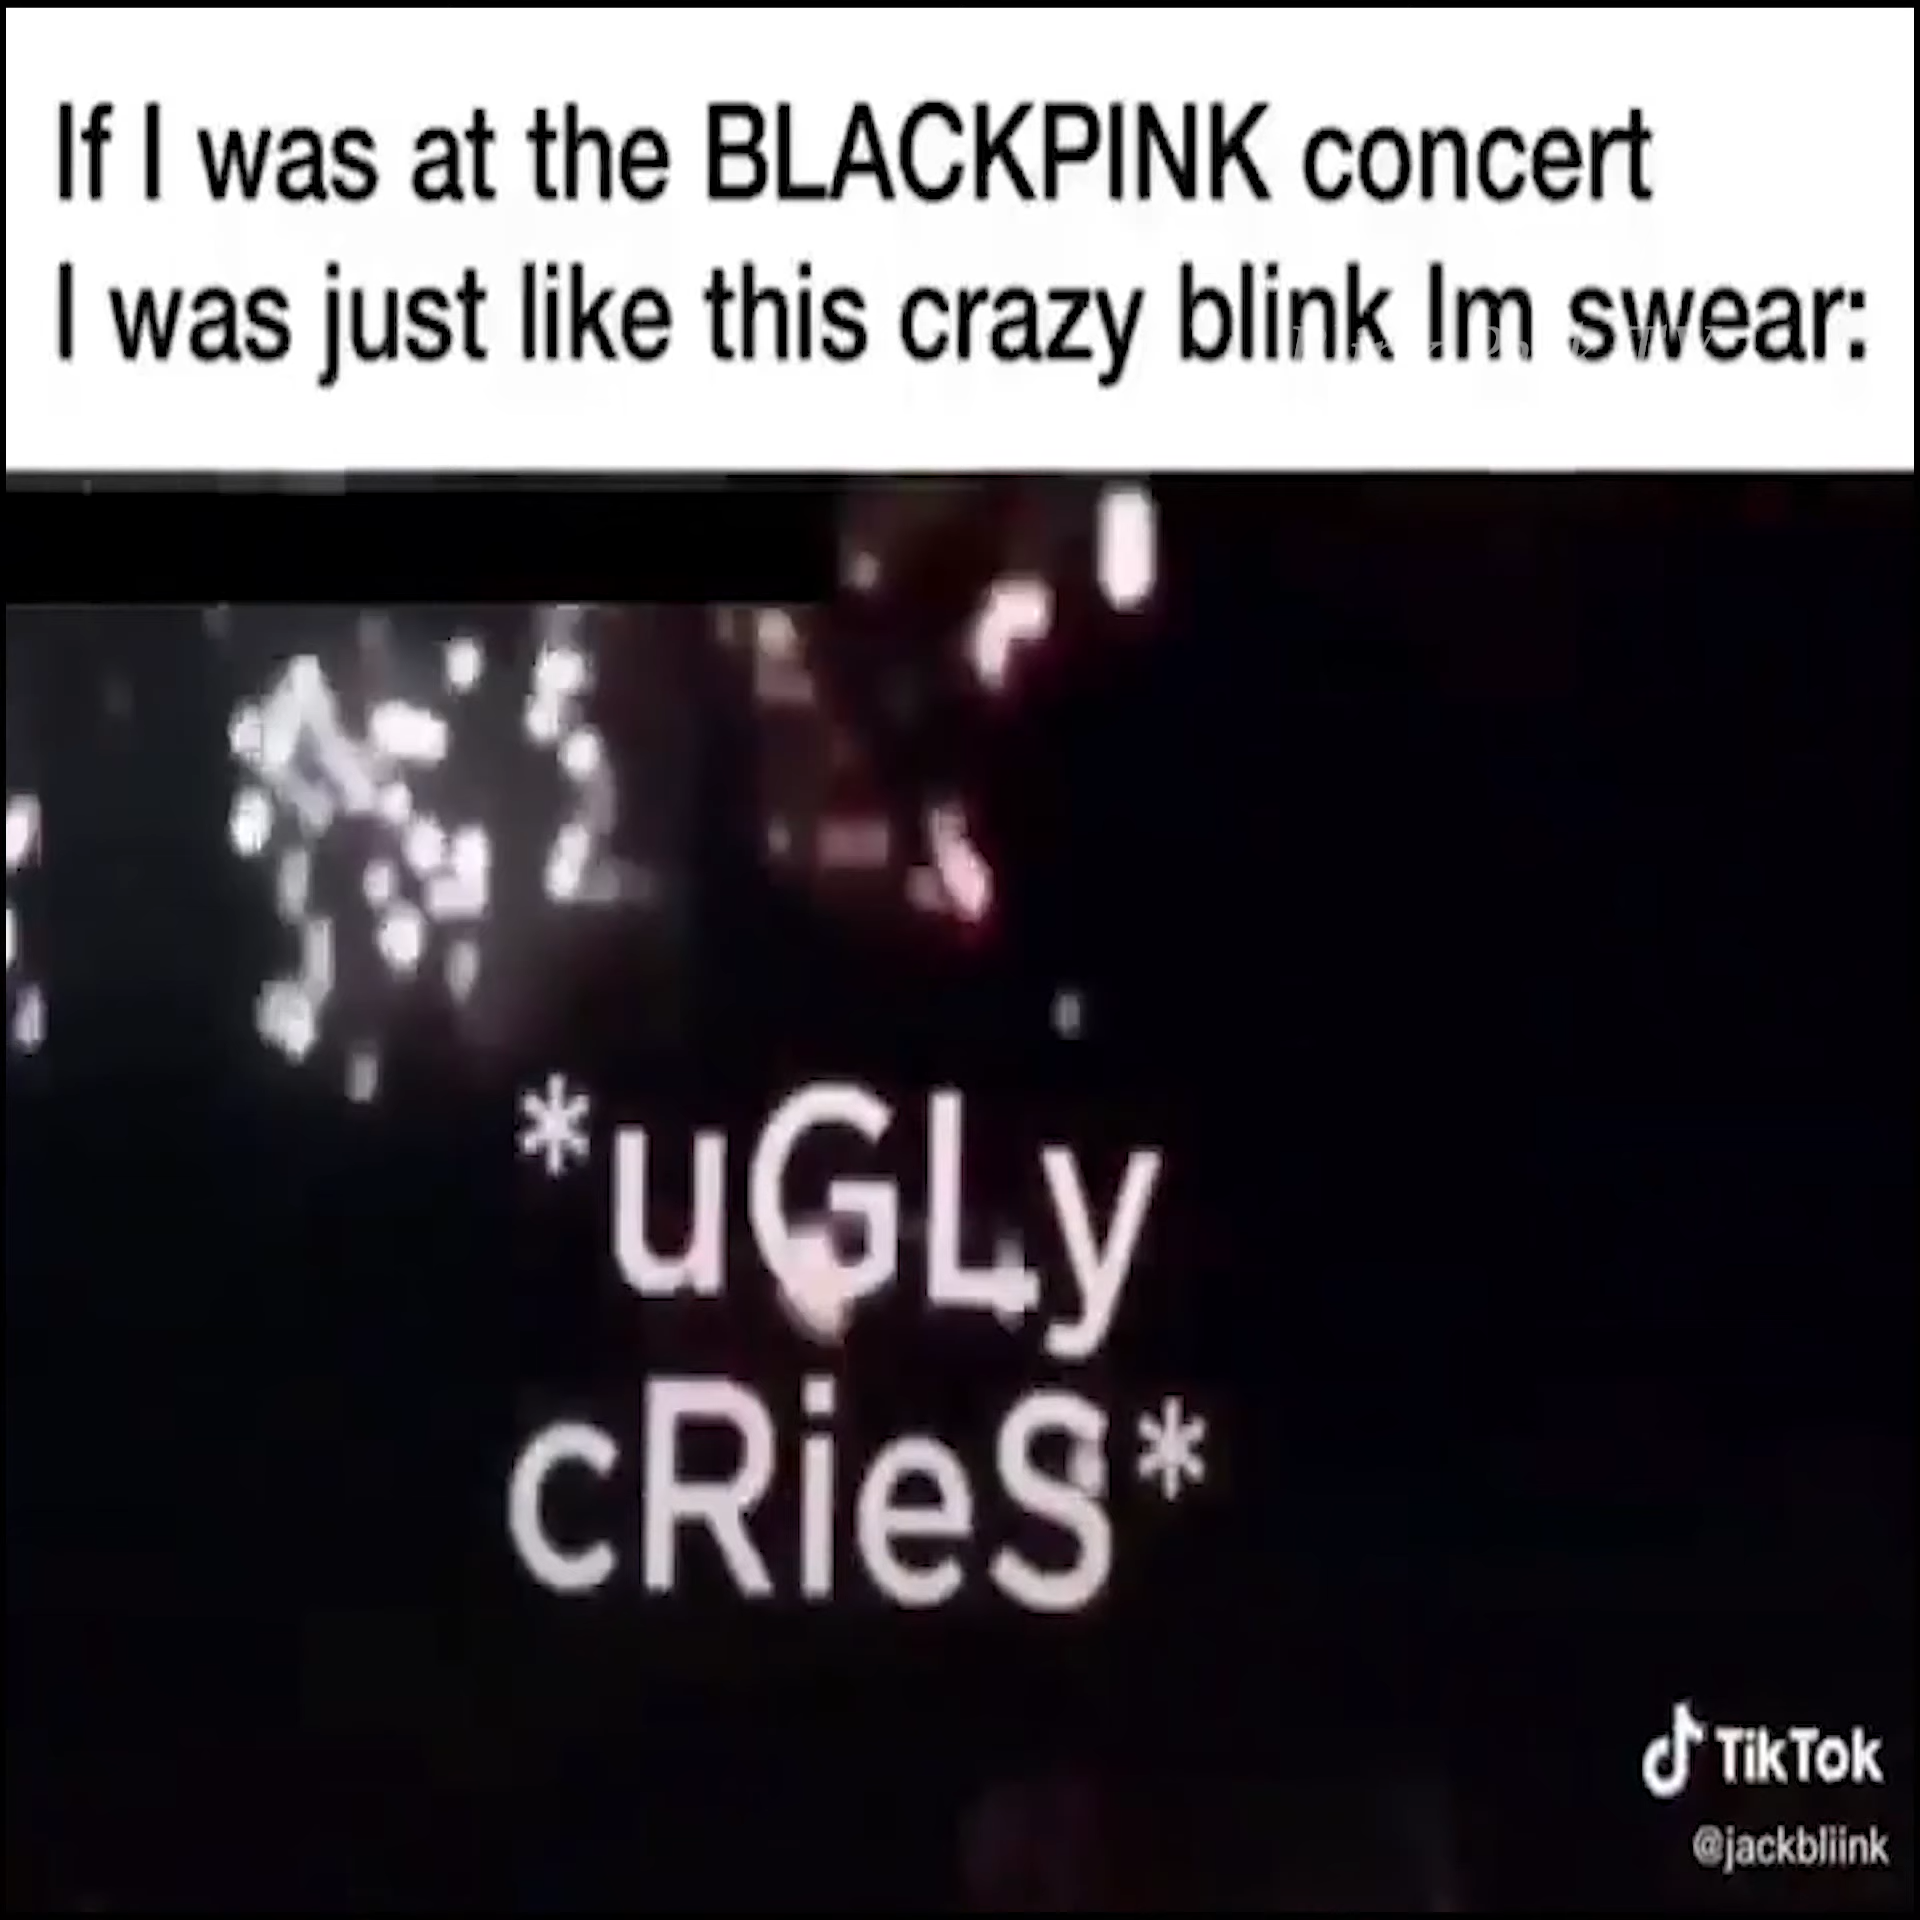 If I was at the BLACKPINK concert
I was just like this crazy blink Im swear:
*uGLy
cRieS*
TikTok
@jackbliink